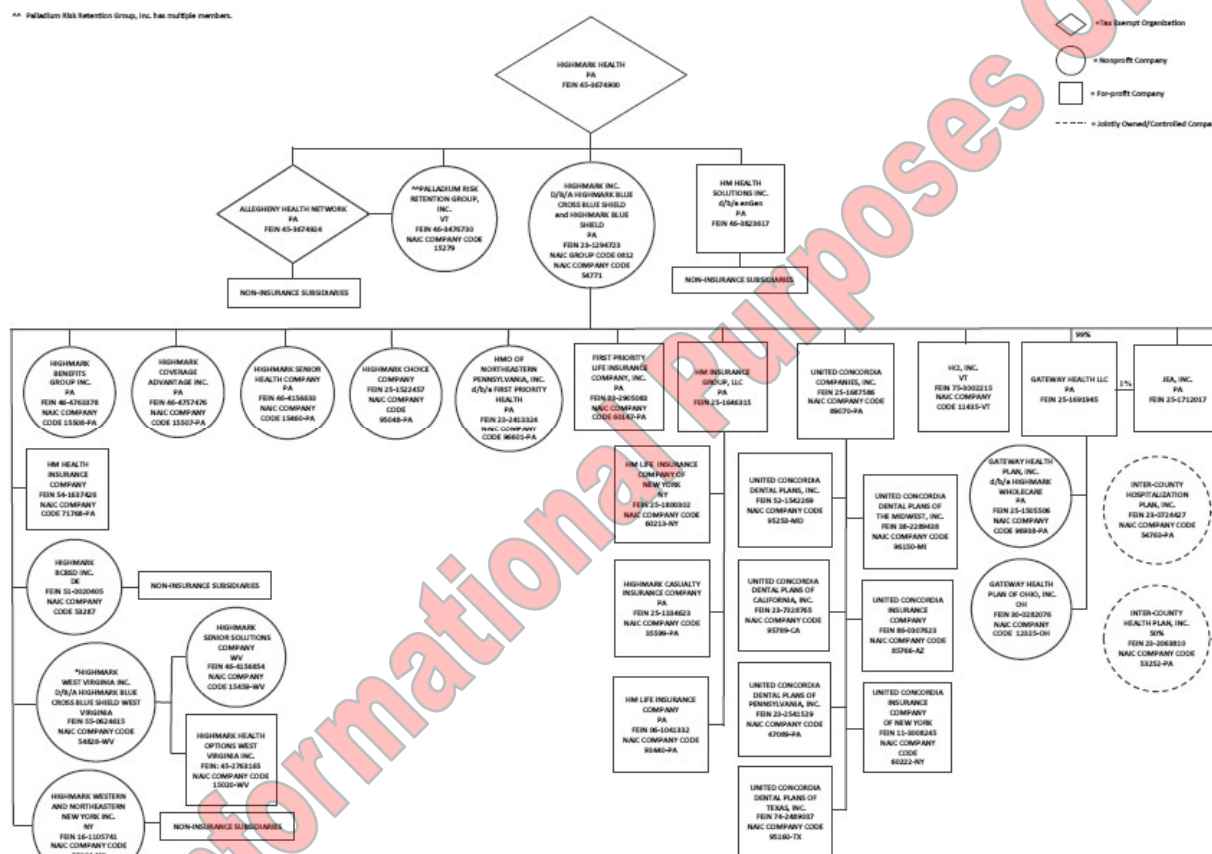 ^^ Palladium Risk Retention Group, Inc. has multiple members.
= Tax Exempt Organization
= Nonprofit Company
= For-profit Company
= Jointly Owned/Controlled Compa
HIGHMARK HEALTH
PA
FEIN 45-3674900
ALLEGHENY HEALTH NETWORK
PA
FEIN 45-3674924
NON-INSURANCE SUBSIDIARIES
^^PALLADIUM RISK
RETENTION GROUP,
INC.
VT
FEIN 46-3476730
NAIC COMPANY CODE
15279
HIGHMARK INC.
D/B/A HIGHMARK BLUE
CROSS BLUE SHIELD
and HIGHMARK BLUE
SHIELD
PA
FEIN 23-1294723
NAIC GROUP CODE 0812
NAIC COMPANY CODE
54771
HM HEALTH
SOLUTIONS INC.
d/b/a enGen
PA
FEIN 46-3823617
NON-INSURANCE SUBSIDIARIES
HIGHMARK
BENEFITS
GROUP INC.
PA
FEIN 46-4763378
NAIC COMPANY
CODE 15508-PA
HIGHMARK
COVERAGE
ADVANTAGE INC.
PA
FEIN 46-4757476
NAIC COMPANY
CODE 15507-PA
HIGHMARK SENIOR
HEALTH COMPANY
PA
FEIN 46-4156633
NAIC COMPANY
CODE 15460-PA
HIGHMARK CHOICE
COMPANY
FEIN 25-1522457
NAIC COMPANY
CODE
95048-PA
HMO OF
NORTHEASTERN
PENNSYLVANIA, INC.
d/b/a FIRST PRIORITY
HEALTH
PA
FEIN 23-2413324
NAIC COMPANY
CODE 96601-PA
FIRST PRIORITY
LIFE INSURANCE
COMPANY, INC.
PA
FEIN 23-2905083
NAIC COMPANY
CODE 60147-PA
HM INSURANCE
GROUP, LLC
PA
FEIN 25-1646315
UNITED CONCORDIA
COMPANIES, INC.
FEIN 25-1687586
NAIC COMPANY CODE
89070-PA
HCI, INC.
VT
FEIN 75-3002215
NAIC COMPANY
CODE 11435-VT
99%
GATEWAY HEALTH LLC
PA
FEIN 25-1691945
1%
JEA, INC.
PA
FEIN 25-1712017
HM HEALTH
INSURANCE
COMPANY
FEIN 54-1637426
NAIC COMPANY
CODE 71768-PA
HIGHMARK
BCBSD INC.
DE
FEIN 51-0020405
NAIC COMPANY
CODE 53287
NON-INSURANCE SUBSIDIARIES
*HIGHMARK
WEST VIRGINIA INC.
D/B/A HIGHMARK BLUE
CROSS BLUE SHIELD WEST
VIRGINIA
FEIN 55-0624615
NAIC COMPANY CODE
54828-WV
HIGHMARK
SENIOR SOLUTIONS
COMPANY
WV
FEIN 46-4156854
NAIC COMPANY
CODE 15459-WV
HIGHMARK HEALTH
OPTIONS WEST
VIRGINIA INC.
FEIN: 45-2763165
NAIC COMPANY CODE
15020-WV
HIGHMARK WESTERN
AND NORTHEASTERN
NEW YORK INC.
NY
FEIN 16-1105741
NAIC COMPANY CODE
NON-INSURANCE SUBSIDIARIES
HM LIFE INSURANCE
COMPANY OF
NEW YORK
NY
FEIN 25-1800302
NAIC COMPANY CODE
60213-NY
HIGHMARK CASUALTY
INSURANCE COMPANY
PA
FEIN 25-1334623
NAIC COMPANY CODE
35599-PA
HM LIFE INSURANCE
COMPANY
PA
FEIN 06-1041332
NAIC COMPANY CODE
93440-PA
UNITED CONCORDIA
DENTAL PLANS, INC.
FEIN 52-1542269
NAIC COMPANY CODE
95253-MD
UNITED CONCORDIA
DENTAL PLANS OF
CALIFORNIA, INC.
FEIN 23-7328765
NAIC COMPANY CODE
95789-CA
UNITED CONCORDIA
DENTAL PLANS OF
PENNSYLVANIA, INC.
FEIN 23-2541529
NAIC COMPANY CODE
47089-PA
UNITED CONCORDIA
DENTAL PLANS OF
TEXAS, INC.
FEIN 74-2489037
NAIC COMPANY CODE
95160-TX
UNITED CONCORDIA
DENTAL PLANS OF
THE MIDWEST, INC.
FEIN 38-2289438
NAIC COMPANY CODE
96150-MI
UNITED CONCORDIA
INSURANCE
COMPANY
FEIN 86-0307623
NAIC COMPANY CODE
85766-AZ
UNITED CONCORDIA
INSURANCE
COMPANY
OF NEW YORK
FEIN 11-3008245
NAIC COMPANY
CODE
60222-NY
GATEWAY HEALTH
PLAN, INC.
d/b/a HIGHMARK
WHOLECARE
PA
FEIN 25-1505506
NAIC COMPANY
CODE 96938-PA
GATEWAY HEALTH
PLAN OF OHIO, INC.
OH
FEIN 30-0282076
NAIC COMPANY
CODE 12325-OH
INTER-COUNTY
HOSPITALIZATION
PLAN, INC.
FEIN 23-0724427
NAIC COMPANY CODE
54763-PA
INTER-COUNTY
HEALTH PLAN, INC.
50%
FEIN 23-2063810
NAIC COMPANY CODE
53252-PA
formational Purposes O